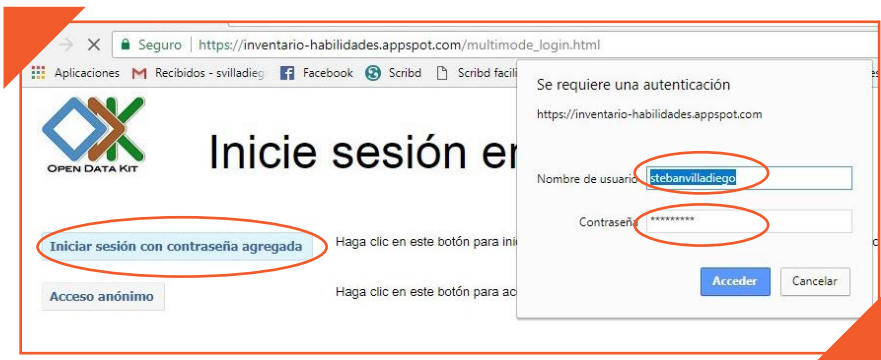 Seguro | https://inventario-habilidades.appspot.com/multimode_login.html
Aplicaciones Recibidos - svilladieg Facebook Scribd Scribd facili
Se requiere una autenticación
https://inventario-habilidades.appspot.com
OPEN DATA KIT
Inicie sesión en
Nombre de usuario stebanvilladiego
Contraseña *********
Iniciar sesión con contraseña agregada Haga clic en este botón para ini
Acceder Cancelar
Acceso anónimo Haga clic en este botón para ac